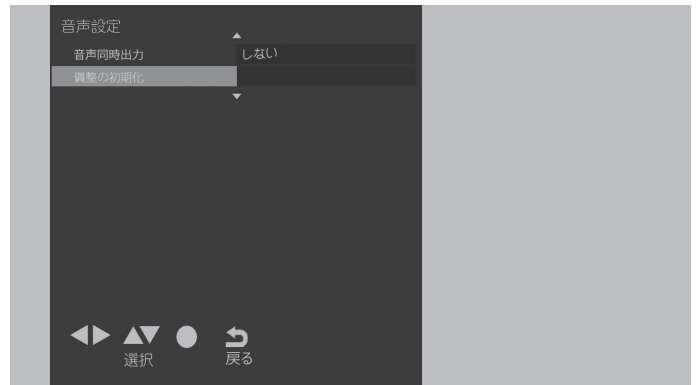 音声設定
音声同時出力 しない
调整の初期化
選択
戻る